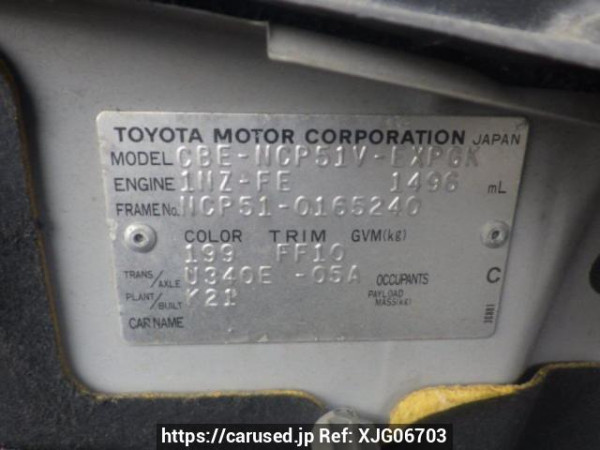 TOYOTA MOTOR CORPORATION JAPAN
MODEL CBE-NCP51V-EXPGK
ENGINE 1NZ-FE 1496 mL
FRAME No. NCP51-0165240
COLOR TRIM GVM(kg)
199 FF10
TRANS/AXLE U340E -05A OCCUPANTS C
PLANT/BUILT K21 PAYLOAD MASS(kg)
CAR NAME
https://carused.jp Ref: XJG06703